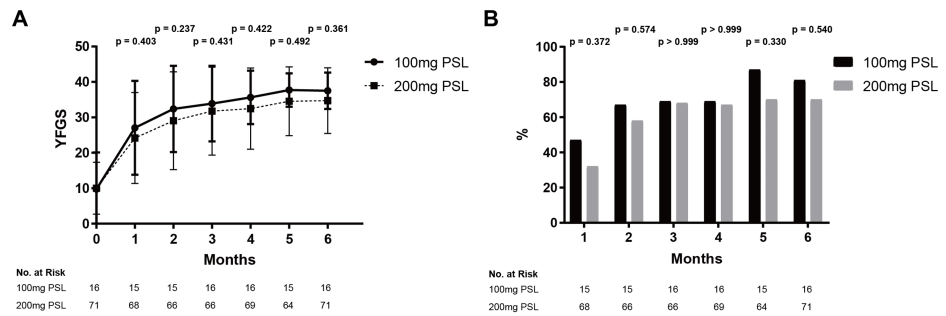 A
p = 0.403
p = 0.237
p = 0.431
p = 0.422
p = 0.492
p = 0.361
100mg PSL
200mg PSL
YFGS
50
40
30
20
10
0
0 1 2 3 4 5 6
Months
No. at Risk
100mg PSL 16 15 15 16 16 15 16
200mg PSL 71 68 66 66 69 64 71
B
p = 0.372
p = 0.574
p > 0.999
p > 0.999
p = 0.330
p = 0.540
100mg PSL
200mg PSL
%
100
80
60
40
20
0
1 2 3 4 5 6
Months
No. at Risk
100mg PSL 15 15 16 16 15 16
200mg PSL 68 66 66 69 64 71